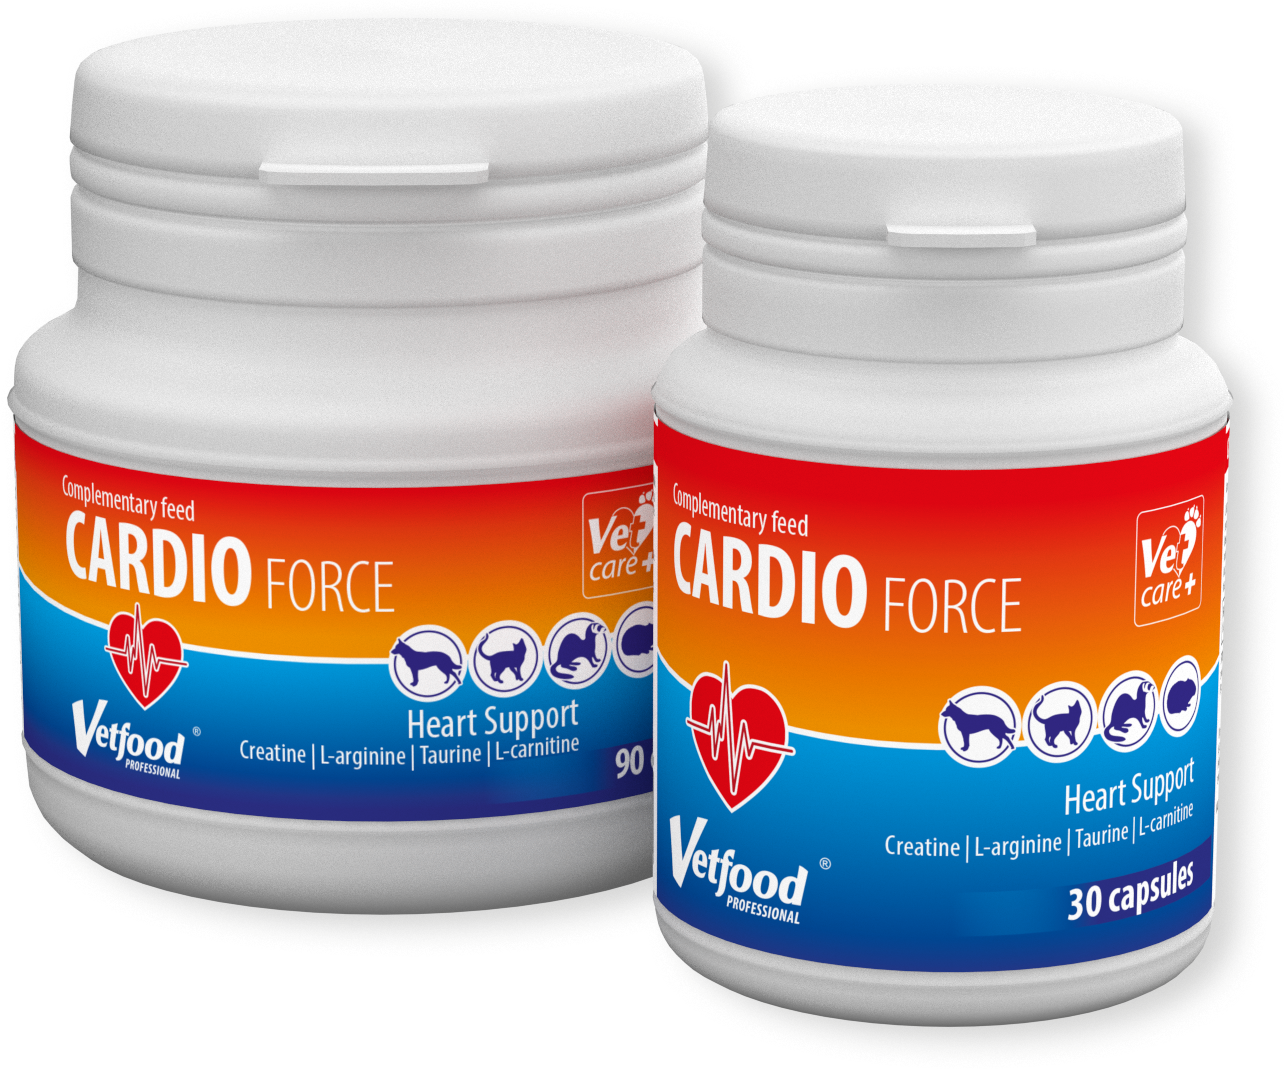 Complementary feed
CARDIO FORCE
Vet
care +
Vetfood ®
PROFESSIONAL
Heart Support
Creatine | L-arginine | Taurine | L-carnitine
90
Complementary feed
CARDIO FORCE
Vet
care +
Vetfood ®
PROFESSIONAL
Heart Support
Creatine | L-arginine | Taurine | L-carnitine
30 capsules